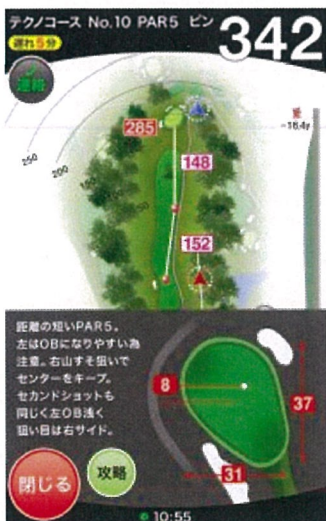 テクノコース No.10 PAR5 ピン 342
遅れ5分
連絡
285
-18.4y
250
200
148
152
距離の短いPAR5。
左はOBになりやすい為
注意。右山すそ狙いで
センターをキープ。
セカンドショットも
同じく左OB浅く
狙い目は右サイド。
8
37
31
閉じる
攻略
10:55